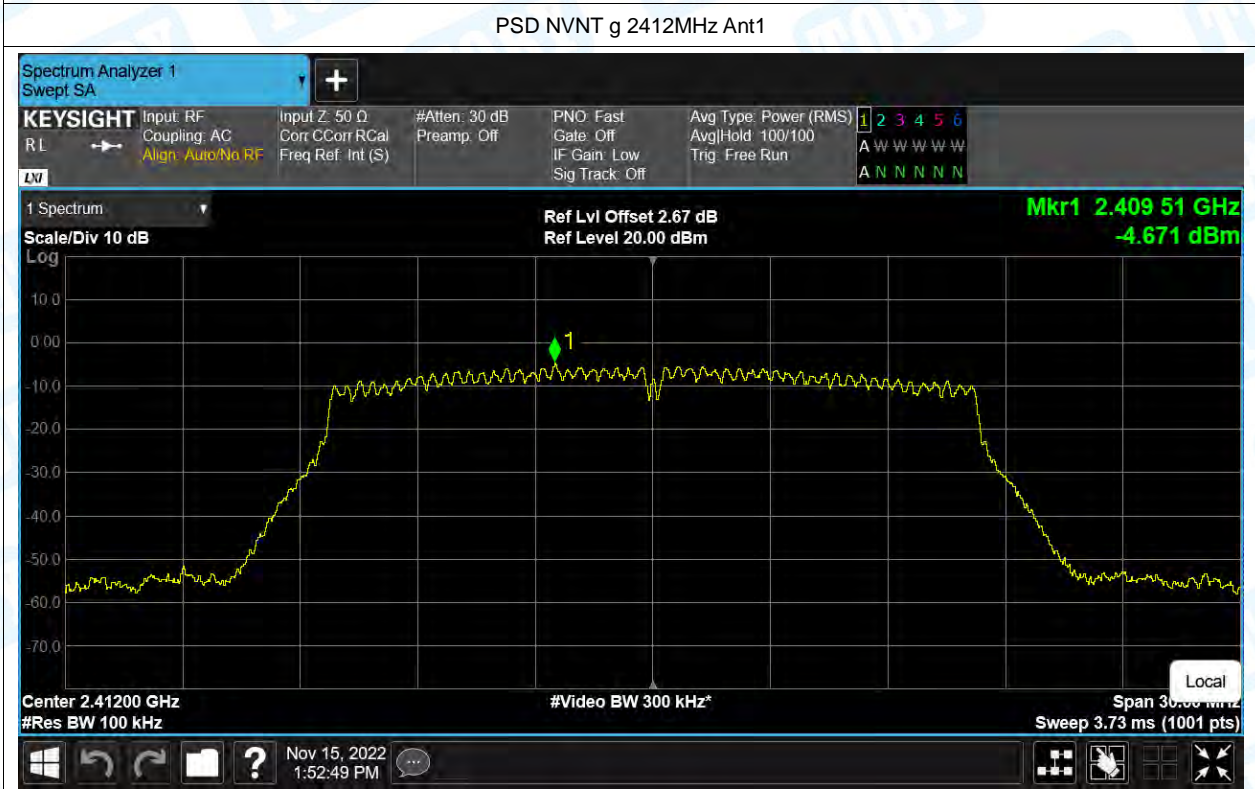 PSD NVNT g 2412MHz Ant1
Spectrum Analyzer 1
Swept SA
+
KEYSIGHT
RL
LXI
Input: RF
Coupling: AC
Align: Auto/No RF
Input Z: 50 Ω
Corr CCorr RCal
Freq Ref: Int (S)
#Atten: 30 dB
Preamp: Off
PNO: Fast
Gate: Off
IF Gain: Low
Sig Track: Off
Avg Type: Power (RMS)
Avg|Hold: 100/100
Trig: Free Run
1 2 3 4 5 6
A W W W W W
A N N N N N
1 Spectrum
Scale/Div 10 dB
Log
Ref Lvl Offset 2.67 dB
Ref Level 20.00 dBm
Mkr1 2.409 51 GHz
-4.671 dBm
10.0
0.00
-10.0
-20.0
-30.0
-40.0
-50.0
-60.0
-70.0
1
Local
Center 2.41200 GHz
#Res BW 100 kHz
#Video BW 300 kHz*
Span 30.00 MHz
Sweep 3.73 ms (1001 pts)
?
Nov 15, 2022
1:52:49 PM
TOBY